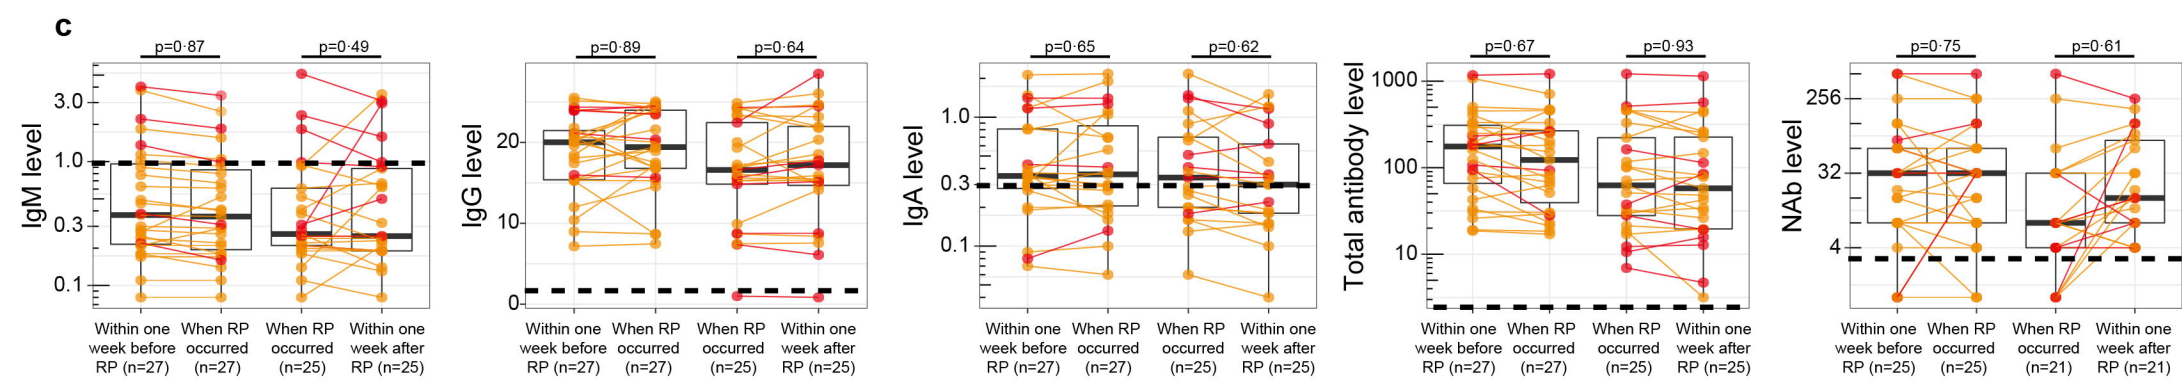 c
p=0·87
p=0·49
IgM level
3.0
1.0
0.3
0.1
Within one
week before
RP (n=27)
When RP
occurred
(n=27)
When RP
occurred
(n=25)
Within one
week after
RP (n=25)
p=0·89
p=0·64
IgG level
20
10
0
Within one
week before
RP (n=27)
When RP
occurred
(n=27)
When RP
occurred
(n=25)
Within one
week after
RP (n=25)
p=0·65
p=0·62
IgA level
1.0
0.3
0.1
Within one
week before
RP (n=27)
When RP
occurred
(n=27)
When RP
occurred
(n=25)
Within one
week after
RP (n=25)
p=0·67
p=0·93
Total antibody level
1000
100
10
Within one
week before
RP (n=27)
When RP
occurred
(n=27)
When RP
occurred
(n=25)
Within one
week after
RP (n=25)
p=0·75
p=0·61
NAb level
256
32
4
Within one
week before
RP (n=25)
When RP
occurred
(n=25)
When RP
occurred
(n=21)
Within one
week after
RP (n=21)